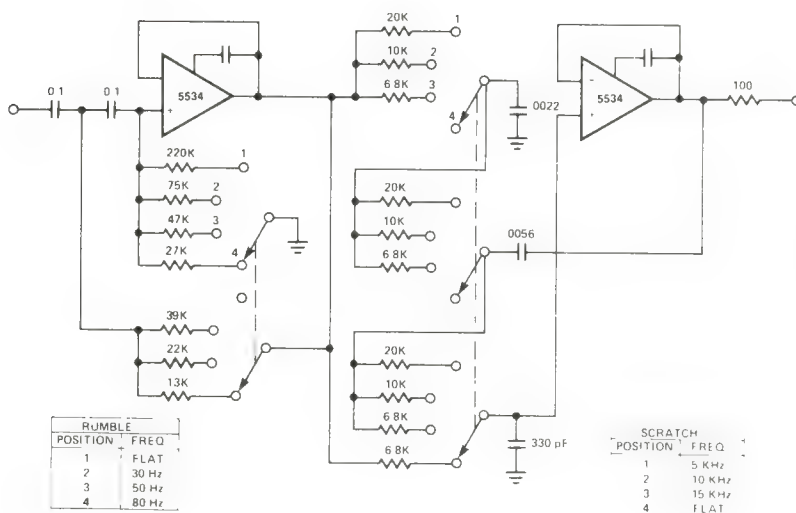 20K 1
10K 2
6 8K 3
4
0 1
0 1
5534
+
220K 1
75K 2
47K 3
27K 4
39K
22K
13K
0022
20K
10K
6 8K
0056
20K
10K
6 8K
6 8K
330 pF
−
5534
+
100
RUMBLE
POSITION FREQ
1 FLAT
2 30 Hz
3 50 Hz
4 80 Hz
SCRATCH
POSITION FREQ
1 5 KHz
2 10 KHz
3 15 KHz
4 FLAT